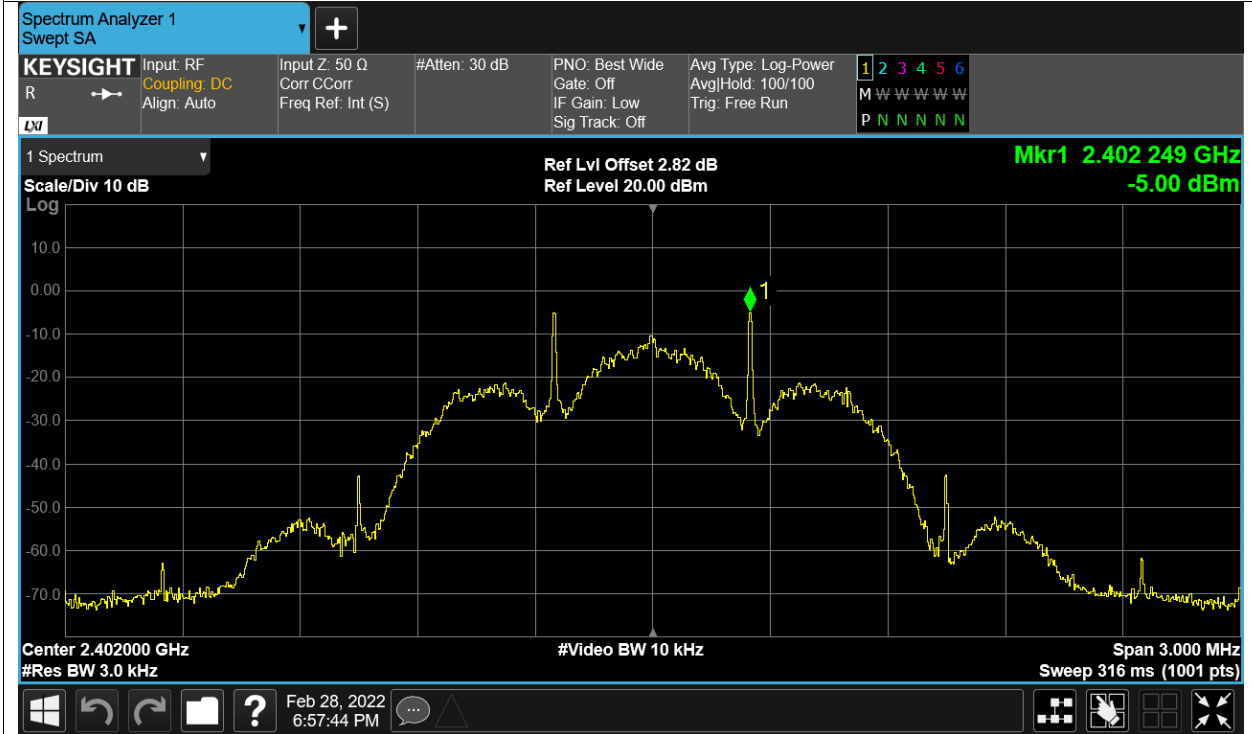 Spectrum Analyzer 1
Swept SA
+
KEYSIGHT
R
LXI
Input: RF
Coupling: DC
Align: Auto
Input Z: 50 Ω
Corr CCorr
Freq Ref: Int (S)
#Atten: 30 dB
PNO: Best Wide
Gate: Off
IF Gain: Low
Sig Track: Off
Avg Type: Log-Power
Avg|Hold: 100/100
Trig: Free Run
1 2 3 4 5 6
M W W W W W
P N N N N N
1 Spectrum
Scale/Div 10 dB
Ref Lvl Offset 2.82 dB
Ref Level 20.00 dBm
Mkr1 2.402 249 GHz
-5.00 dBm
Log
10.0
0.00
-10.0
-20.0
-30.0
-40.0
-50.0
-60.0
-70.0
1
Center 2.402000 GHz
#Res BW 3.0 kHz
#Video BW 10 kHz
Span 3.000 MHz
Sweep 316 ms (1001 pts)
?
Feb 28, 2022
6:57:44 PM